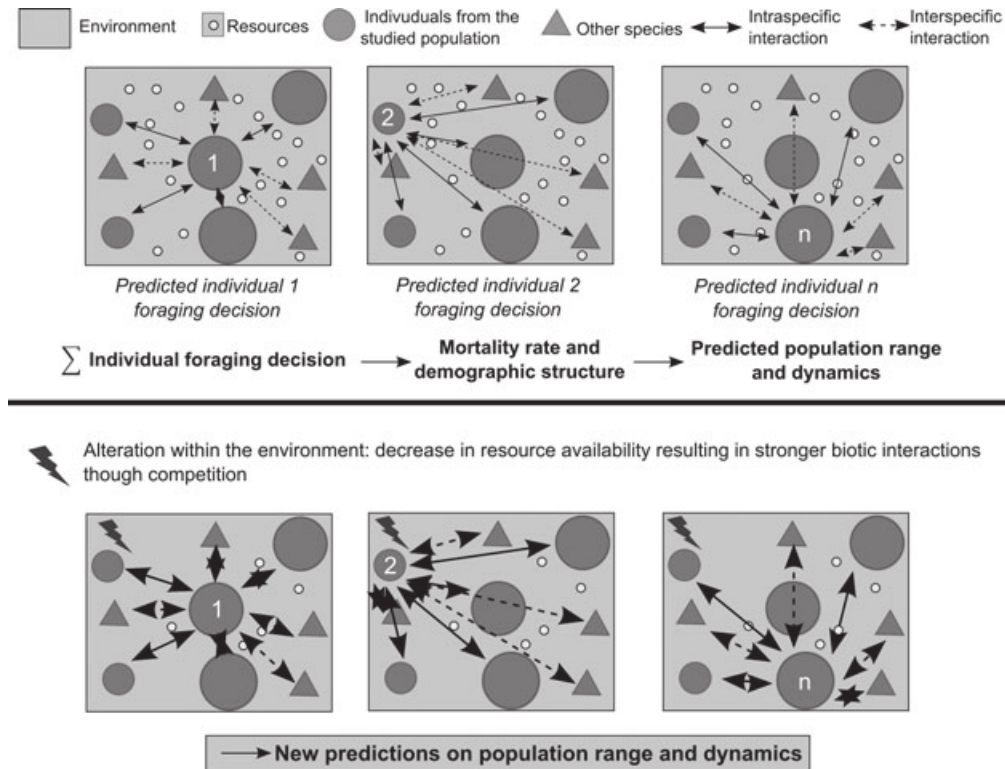 Environment
Resources
Indivuduals from the
studied population
Other species
Intraspecific
interaction
Interspecific
interaction
1
2
n
Predicted individual 1
foraging decision
Predicted individual 2
foraging decision
Predicted individual n
foraging decision
∑ Individual foraging decision
Mortality rate and
demographic structure
Predicted population range
and dynamics
Alteration within the environment: decrease in resource availability resulting in stronger biotic interactions
though competition
1
2
n
New predictions on population range and dynamics